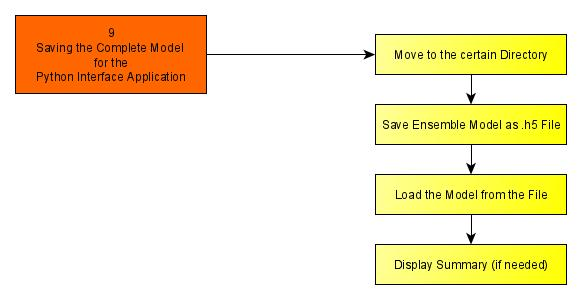 9
Saving the Complete Model
for the
Python Interface Application
Move to the certain Directory
Save Ensemble Model as .h5 File
Load the Model from the File
Display Summary (if needed)